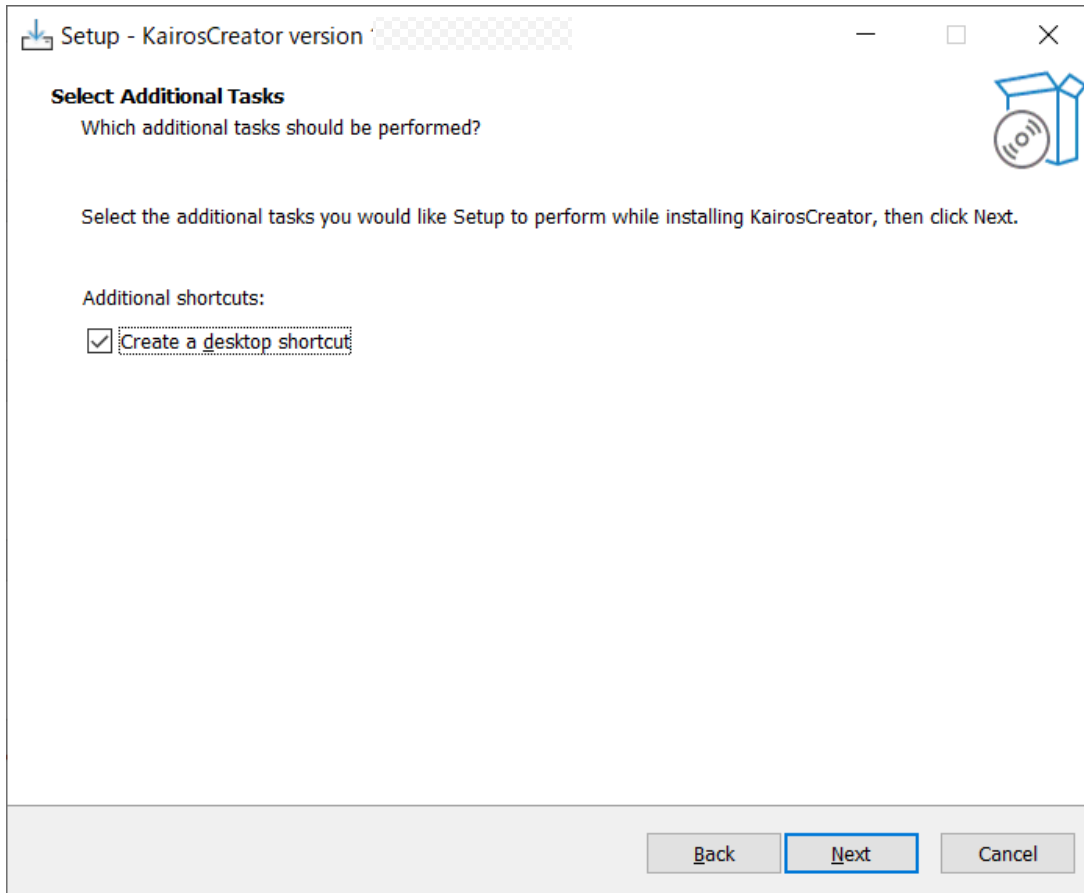 Setup - KairosCreator version
Select Additional Tasks
Which additional tasks should be performed?
Select the additional tasks you would like Setup to perform while installing KairosCreator, then click Next.
Additional shortcuts:
Create a desktop shortcut
Back Next Cancel